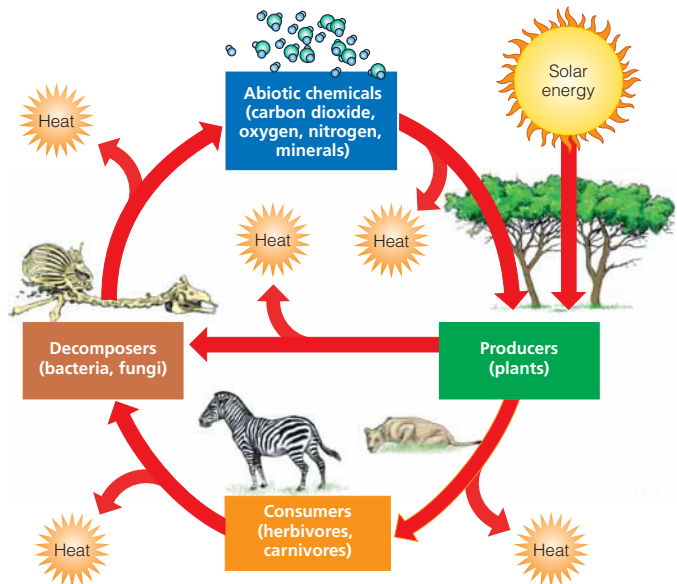 Abiotic chemicals
(carbon dioxide,
oxygen, nitrogen,
minerals)
Solar
energy
Heat
Heat
Heat
Decomposers
(bacteria, fungi)
Producers
(plants)
Consumers
(herbivores,
carnivores)
Heat
Heat